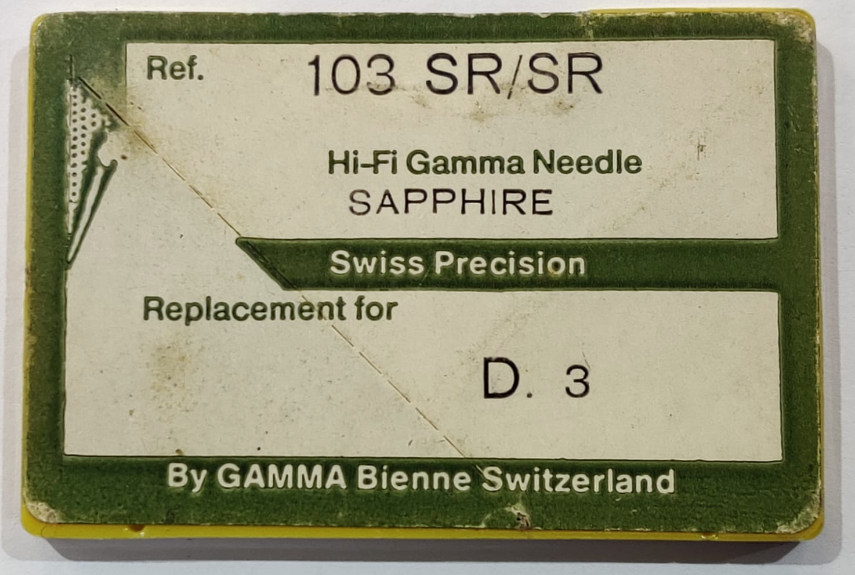 Ref. 103 SR/SR
Hi-Fi Gamma Needle
SAPPHIRE
Swiss Precision
Replacement for
D. 3
By GAMMA Bienne Switzerland